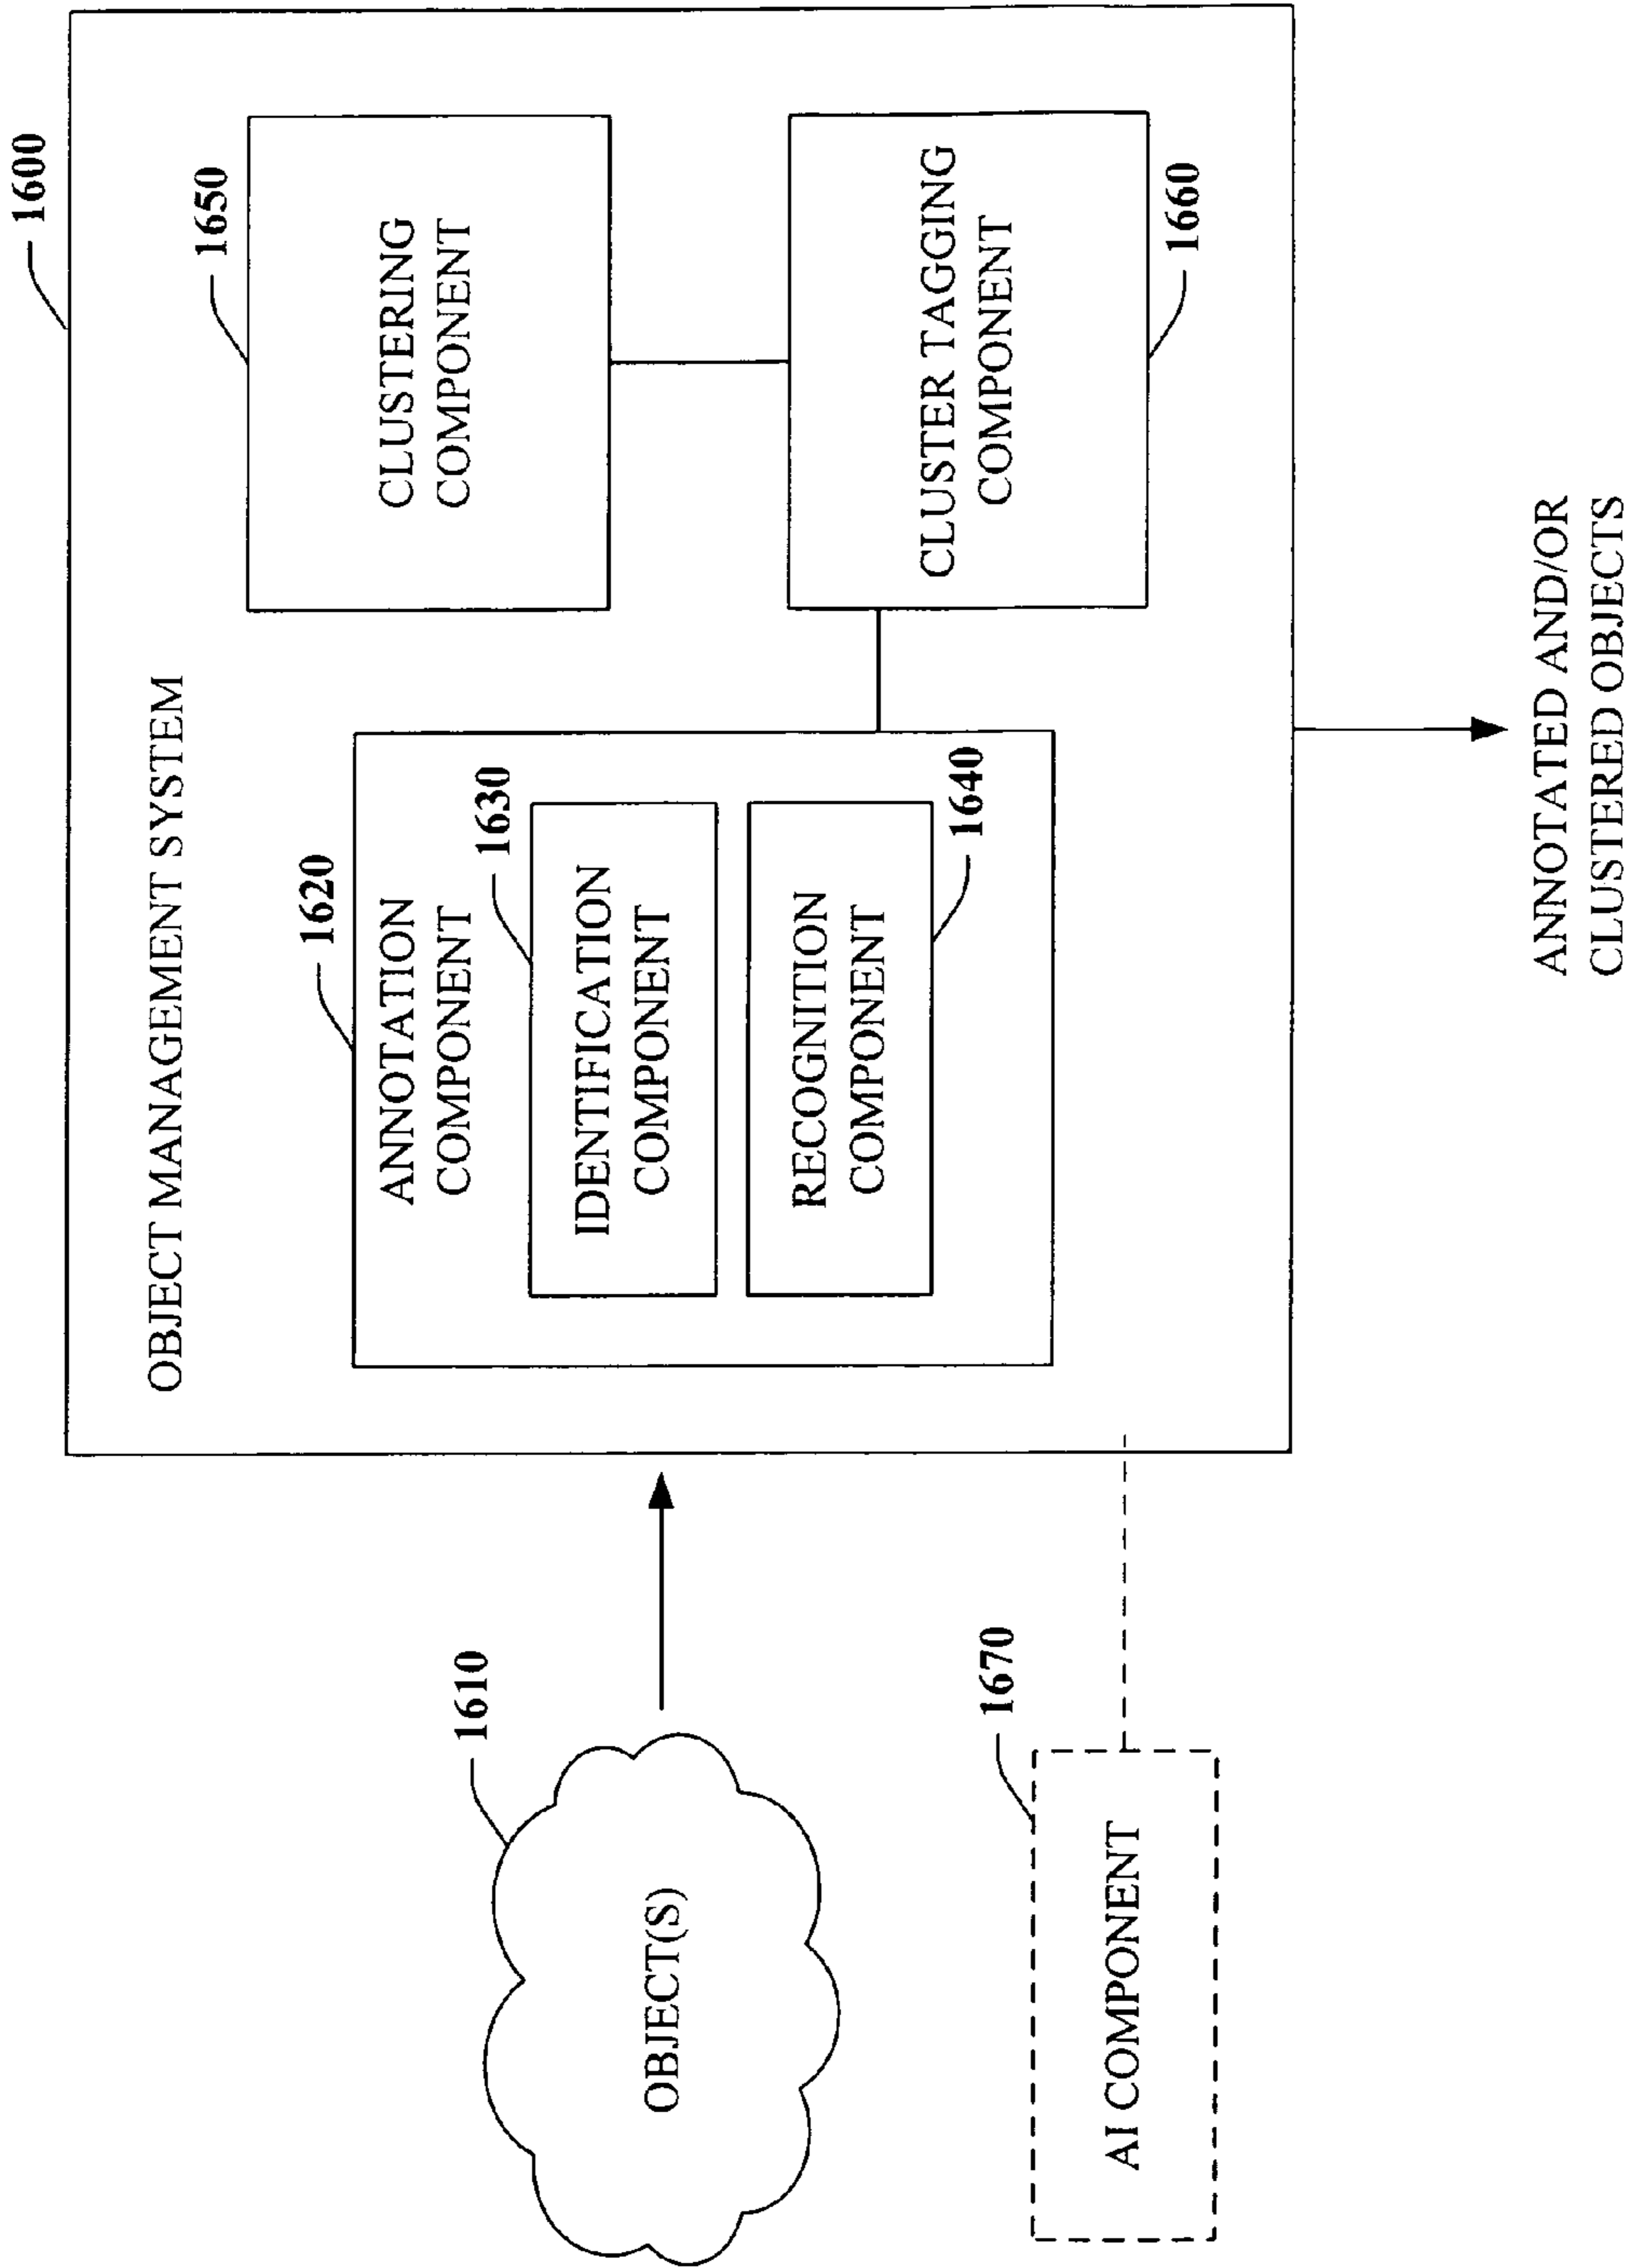 1600
OBJECT MANAGEMENT SYSTEM
1620
ANNOTATION
COMPONENT
1630
IDENTIFICATION
COMPONENT
RECOGNITION
COMPONENT
1640
1650
CLUSTERING
COMPONENT
CLUSTER TAGGING
COMPONENT
1660
1610
OBJECT(S)
1670
AI COMPONENT
ANNOTATED AND/OR
CLUSTERED OBJECTS